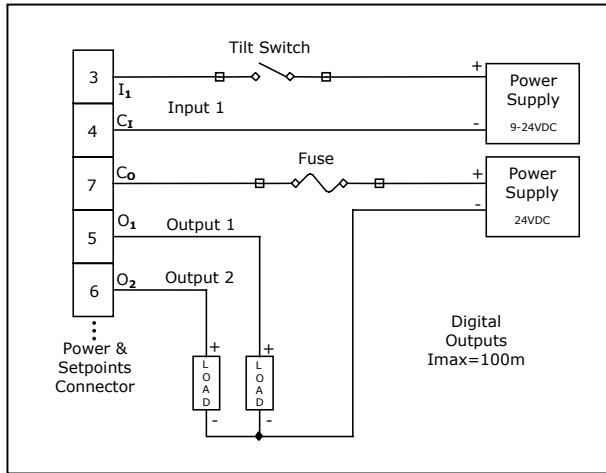 Tilt Switch
3
I1
+
Power
Supply
9-24VDC
Input 1
4
CI
-
Fuse
7
CO
+
Power
Supply
24VDC
-
5
O1
Output 1
6
O2
Output 2
Power &
Setpoints
Connector
+
LOAD
-
+
LOAD
-
Digital
Outputs
Imax=100m